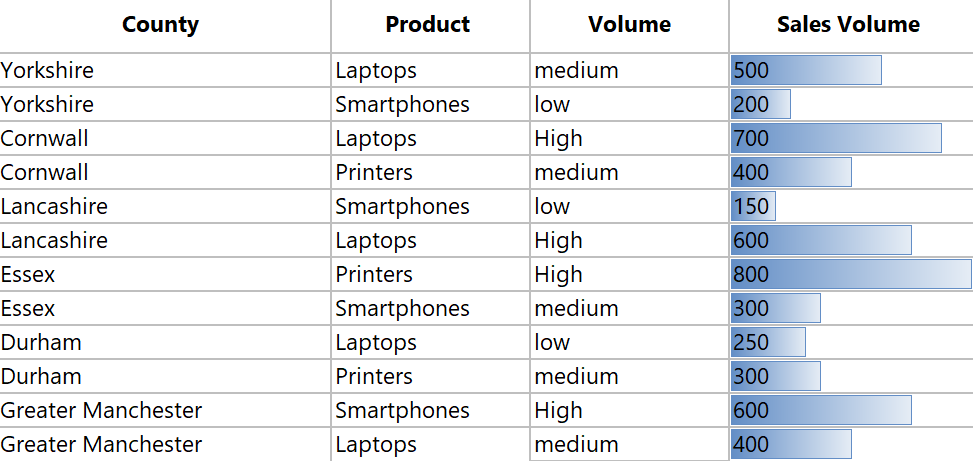 County Product Volume Sales Volume
Yorkshire Laptops medium 500
Yorkshire Smartphones low 200
Cornwall Laptops High 700
Cornwall Printers medium 400
Lancashire Smartphones low 150
Lancashire Laptops High 600
Essex Printers High 800
Essex Smartphones medium 300
Durham Laptops low 250
Durham Printers medium 300
Greater Manchester Smartphones High 600
Greater Manchester Laptops medium 400